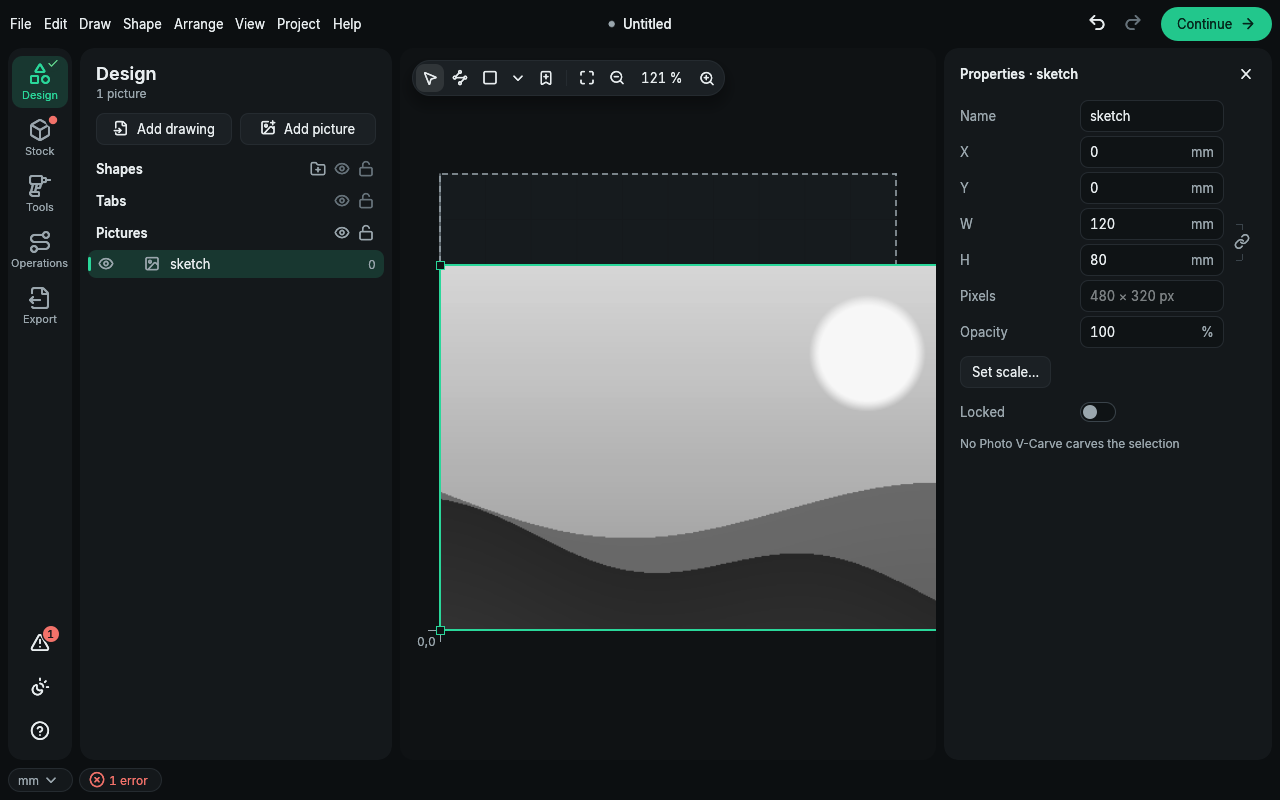 File Edit Draw Shape Arrange View Project Help
Untitled
Continue
Design
Stock
Tools
Operations
Export
1
Design
1 picture
Add drawing
Add picture
Shapes
Tabs
Pictures
sketch 0
121 %
0,0
Properties · sketch
Name sketch
X 0 mm
Y 0 mm
W 120 mm
H 80 mm
Pixels 480 × 320 px
Opacity 100 %
Set scale...
Locked
No Photo V-Carve carves the selection
mm
1 error